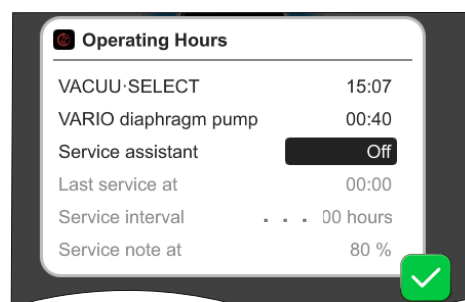 Operating Hours
VACUU·SELECT 15:07
VARIO diaphragm pump 00:40
Service assistant Off
Last service at 00:00
Service interval . . . 00 hours
Service note at 80 %